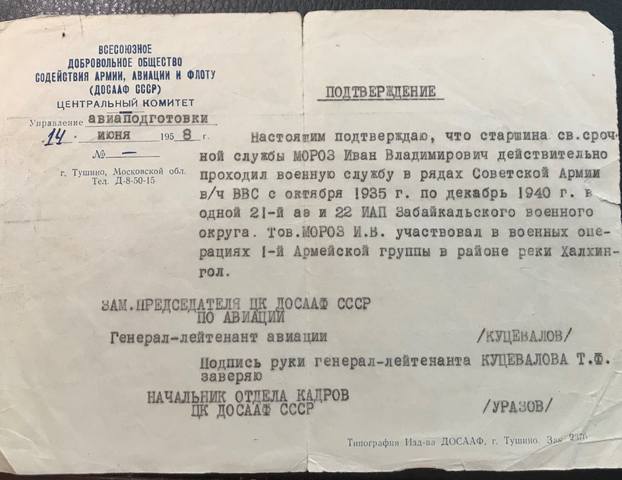 ВСЕСОЮЗНОЕ
ДОБРОВОЛЬНОЕ ОБЩЕСТВО
СОДЕЙСТВИЯ АРМИИ, АВИАЦИИ И ФЛОТУ
(ДОСААФ СССР)
ЦЕНТРАЛЬНЫЙ КОМИТЕТ
Управление авиаподготовки
"14" июня 1958 г.
№ —
г. Тушино, Московской обл.
Тел. Д-8-50-15
ПОДТВЕРЖДЕНИЕ
Настоящим подтверждаю, что старшина св.сроч-
ной службы МОРОЗ Иван Владимирович действительно
проходил военную службу в рядах Советской Армии
в/ч ВВС с октября 1935 г. по декабрь 1940 г. в
одной 21-й ав и 22 ИАП Забайкальского военного
округа. Тов.МОРОЗ И.В. участвовал в военных опе-
рациях 1-й Армейской группы в районе реки Халхин-
гол.
ЗАМ.ПРЕДСЕДАТЕЛЯ ЦК ДОСААФ СССР
ПО АВИАЦИИ
Генерал-лейтенант авиации /КУЦЕВАЛОВ/
Подпись руки генерал-лейтенанта КУЦЕВАЛОВА Т.Ф.
заверяю
НАЧАЛЬНИК ОТДЕЛА КАДРОВ
ЦК ДОСААФ СССР /УРАЗОВ/
Типография Изд-ва ДОСААФ, г. Тушино. Зак 2376